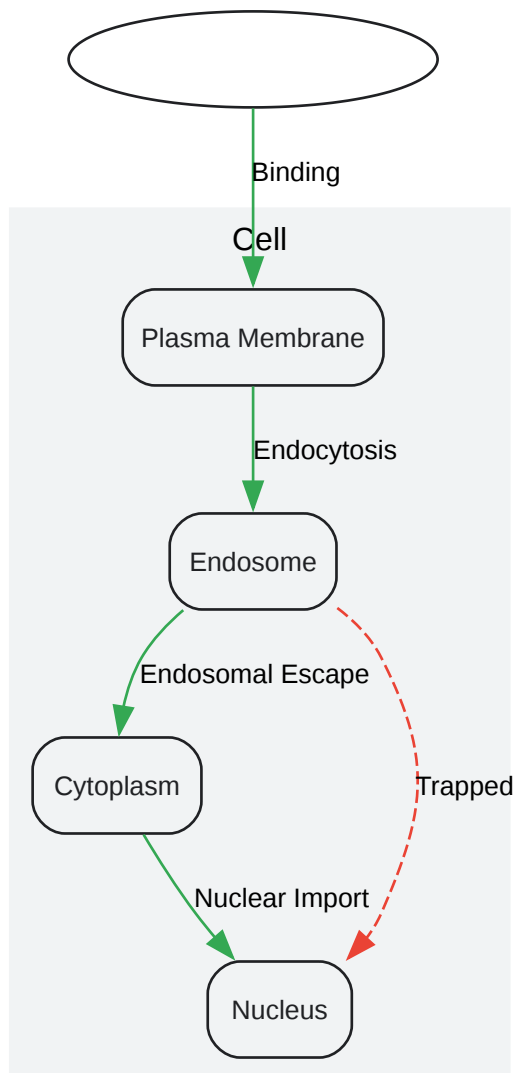 Binding
Cell
Plasma Membrane
Endocytosis
Endosome
Endosomal Escape
Cytoplasm
Trapped
Nuclear Import
Nucleus